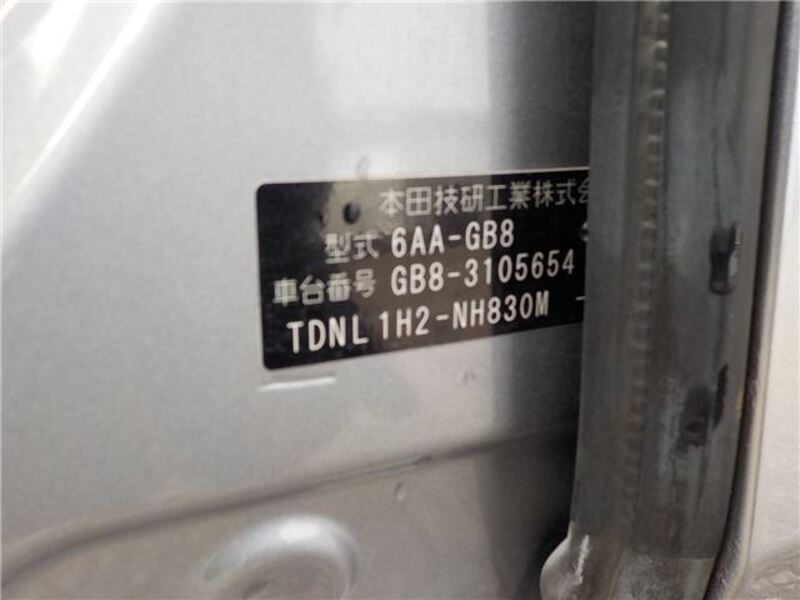 本田技研工業株式会
型式 6AA-GB8
車台番号 GB8-3105654
TDNL 1H2-NH830M -